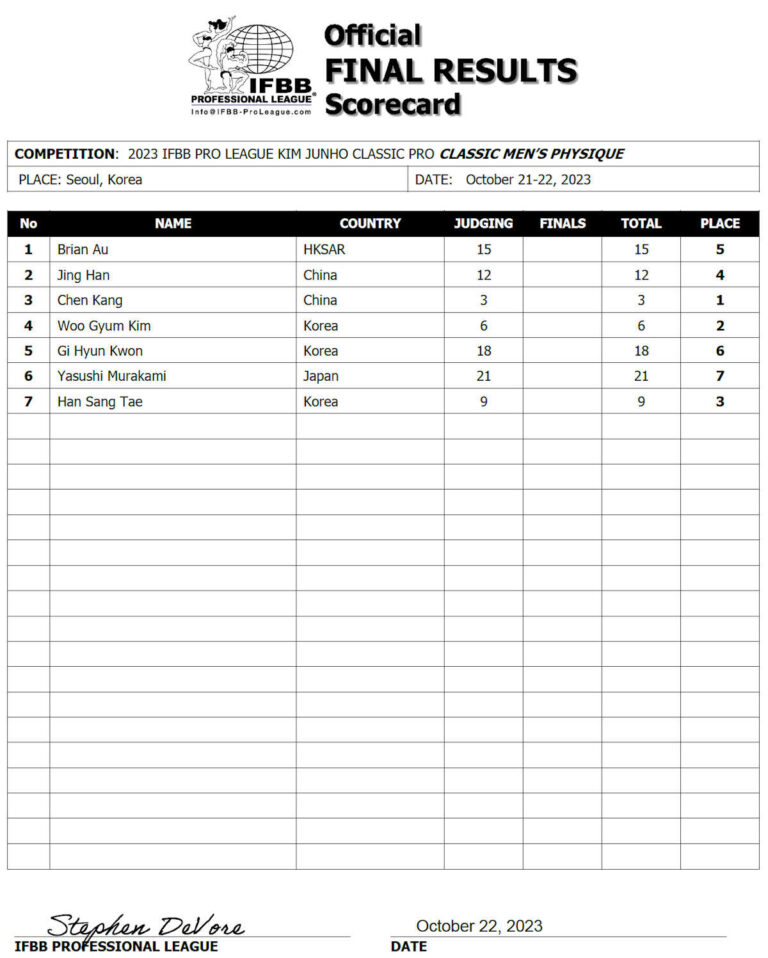 Official
FINAL RESULTS
Scorecard
IFBB
PROFESSIONAL LEAGUE®
Info@IFBB-ProLeague.com
COMPETITION: 2023 IFBB PRO LEAGUE KIM JUNHO CLASSIC PRO CLASSIC MEN'S PHYSIQUE
PLACE: Seoul, Korea DATE: October 21-22, 2023
No NAME COUNTRY JUDGING FINALS TOTAL PLACE
1 Brian Au HKSAR 15 15 5
2 Jing Han China 12 12 4
3 Chen Kang China 3 3 1
4 Woo Gyum Kim Korea 6 6 2
5 Gi Hyun Kwon Korea 18 18 6
6 Yasushi Murakami Japan 21 21 7
7 Han Sang Tae Korea 9 9 3
Stephen DeVore October 22, 2023
IFBB PROFESSIONAL LEAGUE DATE